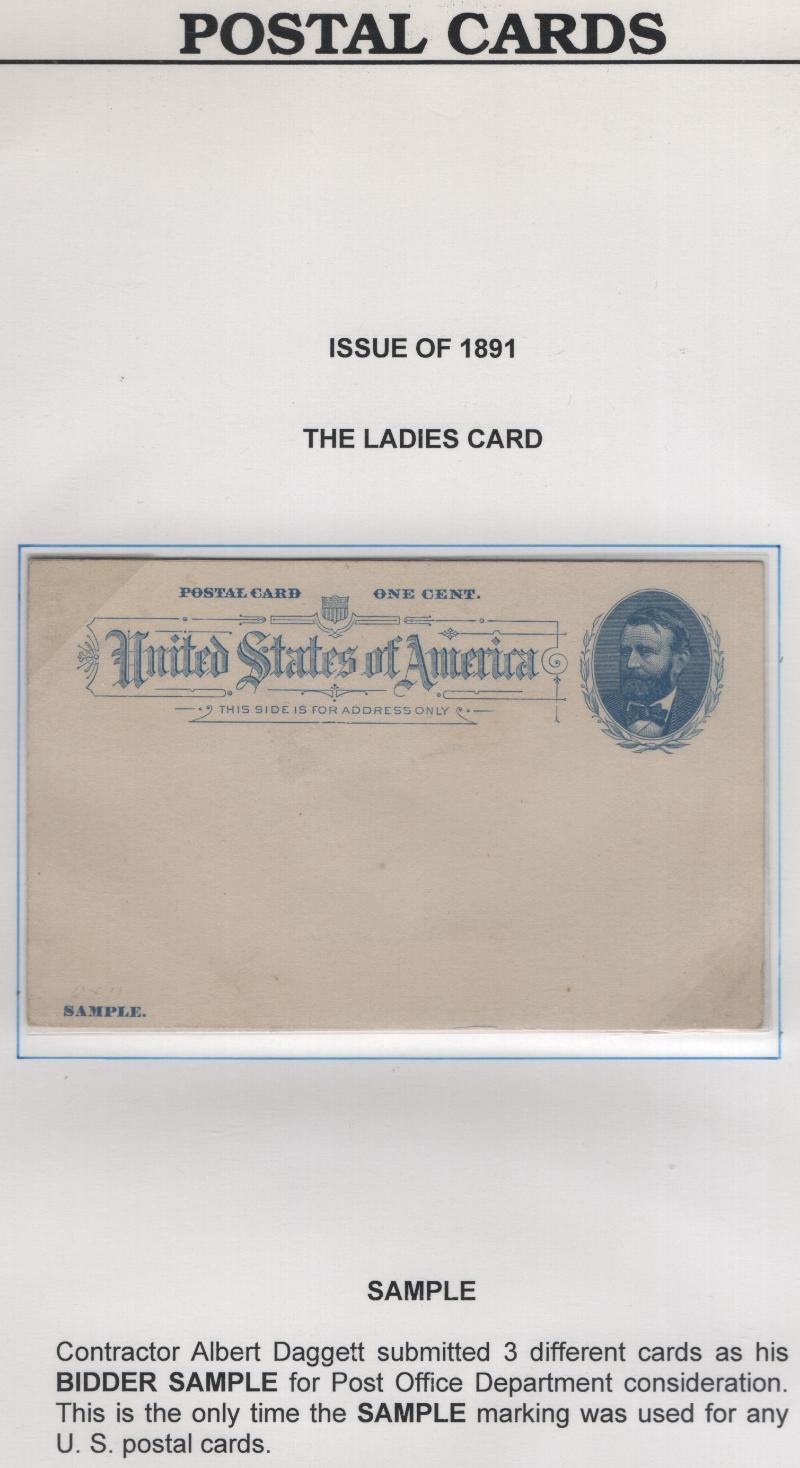 POSTAL CARDS
ISSUE OF 1891
THE LADIES CARD
POSTAL CARD ONE CENT.
United States of America
THIS SIDE IS FOR ADDRESS ONLY
SAMPLE.
SAMPLE
Contractor Albert Daggett submitted 3 different cards as his
BIDDER SAMPLE for Post Office Department consideration.
This is the only time the SAMPLE marking was used for any
U. S. postal cards.